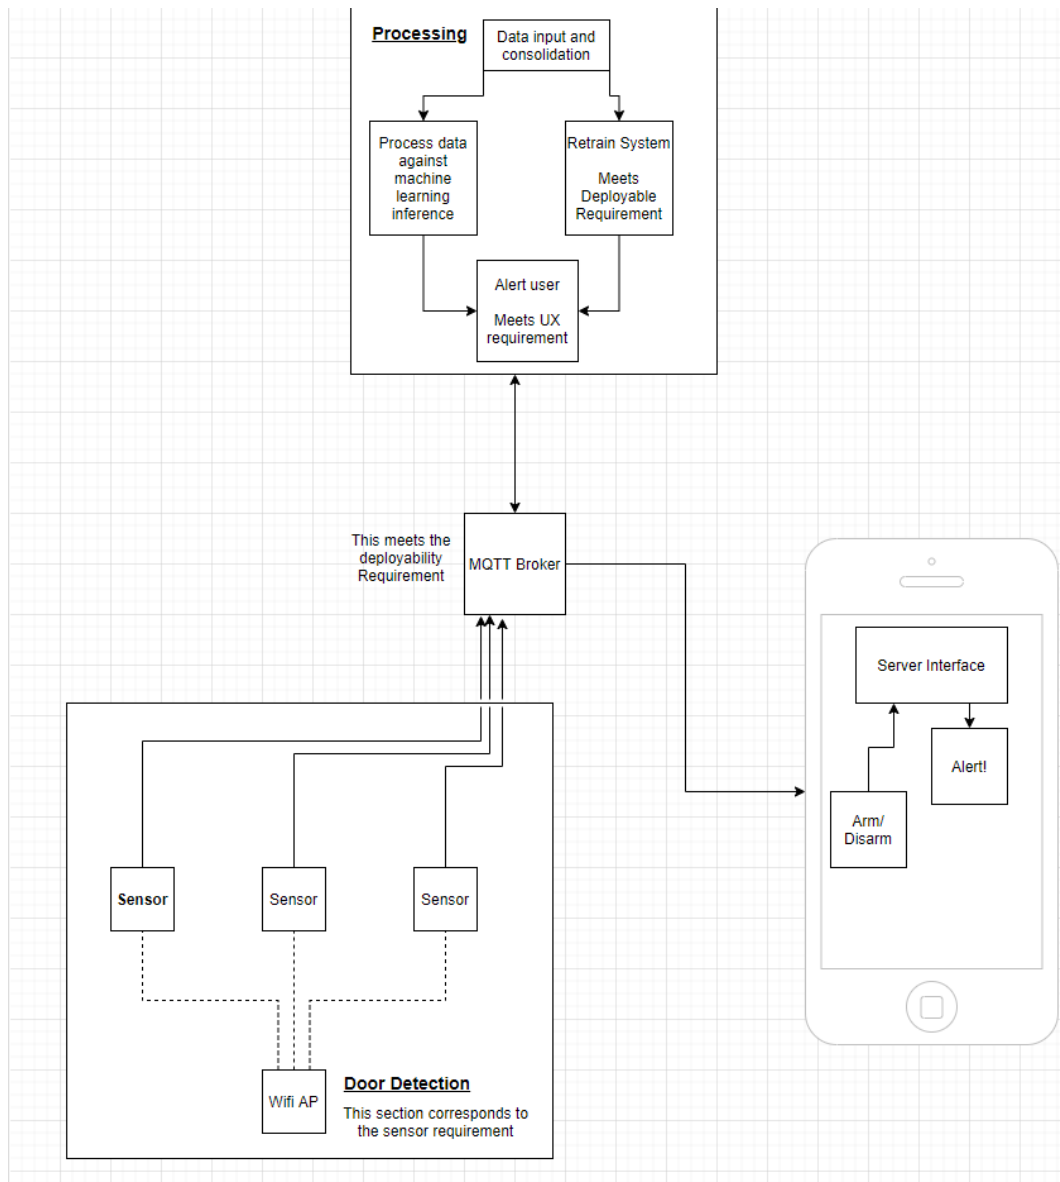 Processing
Data input and
consolidation
Process data
against
machine
learning
inference
Retrain System
Meets
Deployable
Requirement
Alert user
Meets UX
requirement
This meets the
deployability
Requirement
MQTT Broker
Server Interface
Alert!
Arm/
Disarm
Sensor
Sensor
Sensor
Wifi AP
Door Detection
This section corresponds to
the sensor requirement